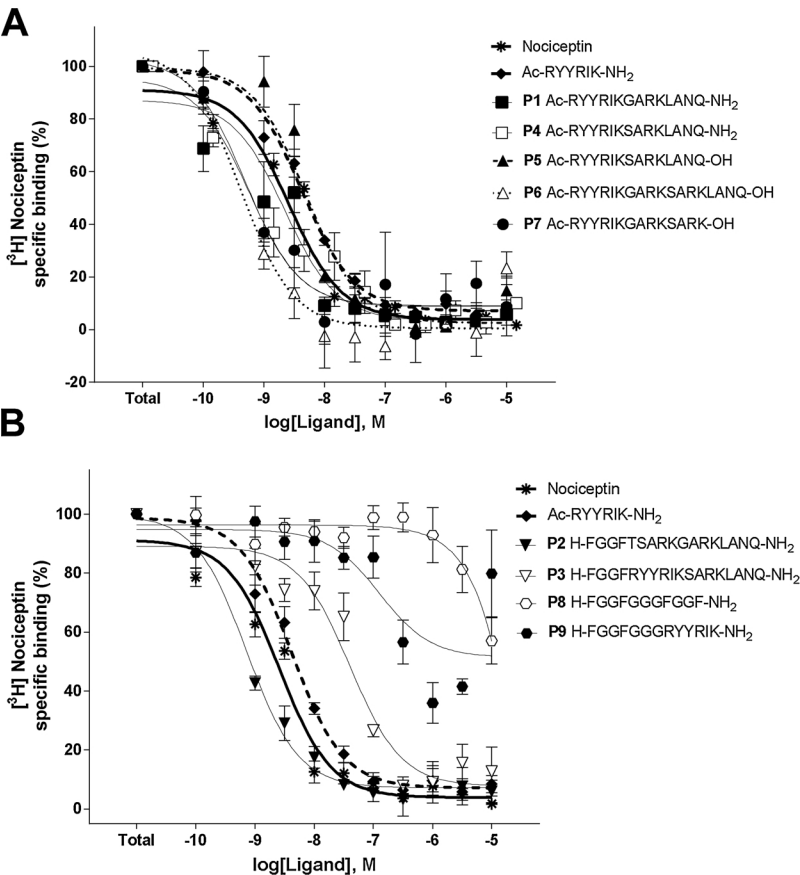 A
[³H] Nociceptin
specific binding (%)
100
80
60
40
20
0
-20
Total -10 -9 -8 -7 -6 -5
log[Ligand], M
Nociceptin
Ac-RYYRIK-NH₂
P1 Ac-RYYRIKGARKLANQ-NH₂
P4 Ac-RYYRIKSARKLANQ-NH₂
P5 Ac-RYYRIKSARKLANQ-OH
P6 Ac-RYYRIKGARKSARKLANQ-OH
P7 Ac-RYYRIKGARKSARK-OH
B
[³H] Nociceptin
specific binding (%)
100
80
60
40
20
0
Total -10 -9 -8 -7 -6 -5
log[Ligand], M
Nociceptin
Ac-RYYRIK-NH₂
P2 H-FGGFTSARKGARKLANQ-NH₂
P3 H-FGGFRYYRIKSARKLANQ-NH₂
P8 H-FGGFGGGFGGF-NH₂
P9 H-FGGFGGGRYYRIK-NH₂